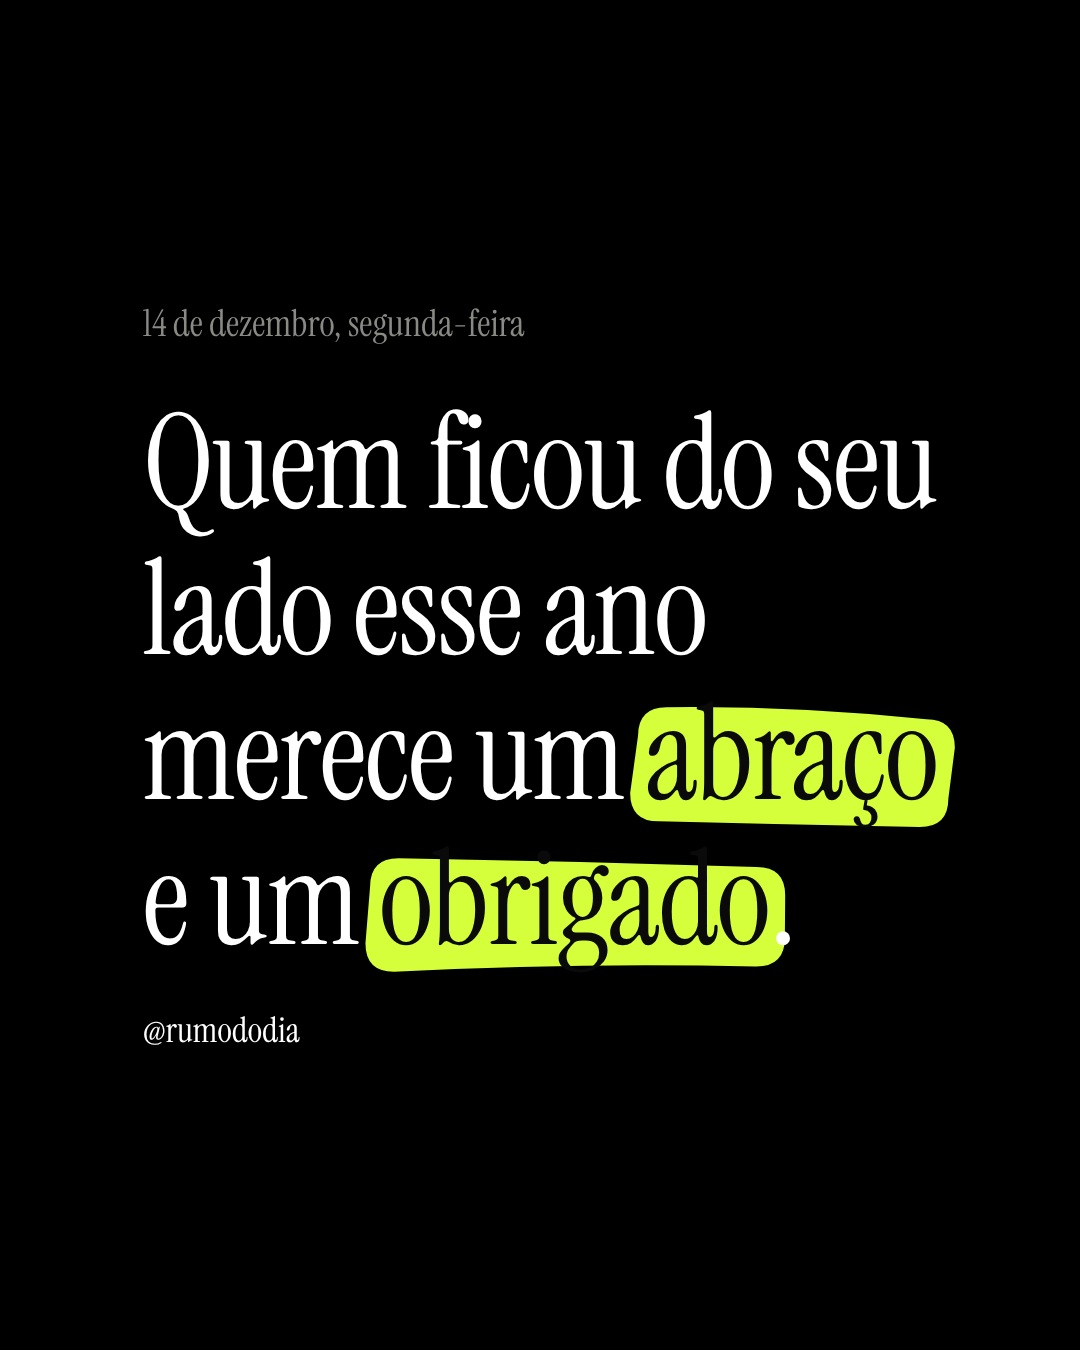 14 de dezembro, segunda-feira
Quem ficou do seu
lado esse ano
merece um abraço
e um obrigado.
@rumododia